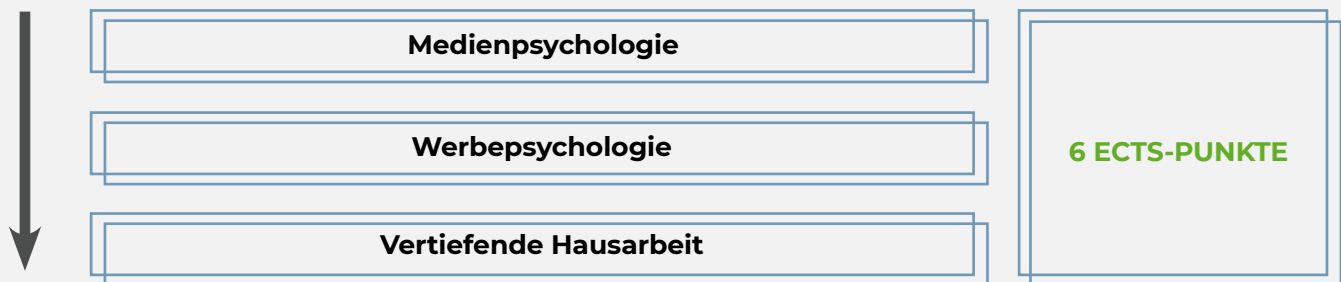 Medienpsychologie
Werbepsychologie
6 ECTS-PUNKTE
Vertiefende Hausarbeit